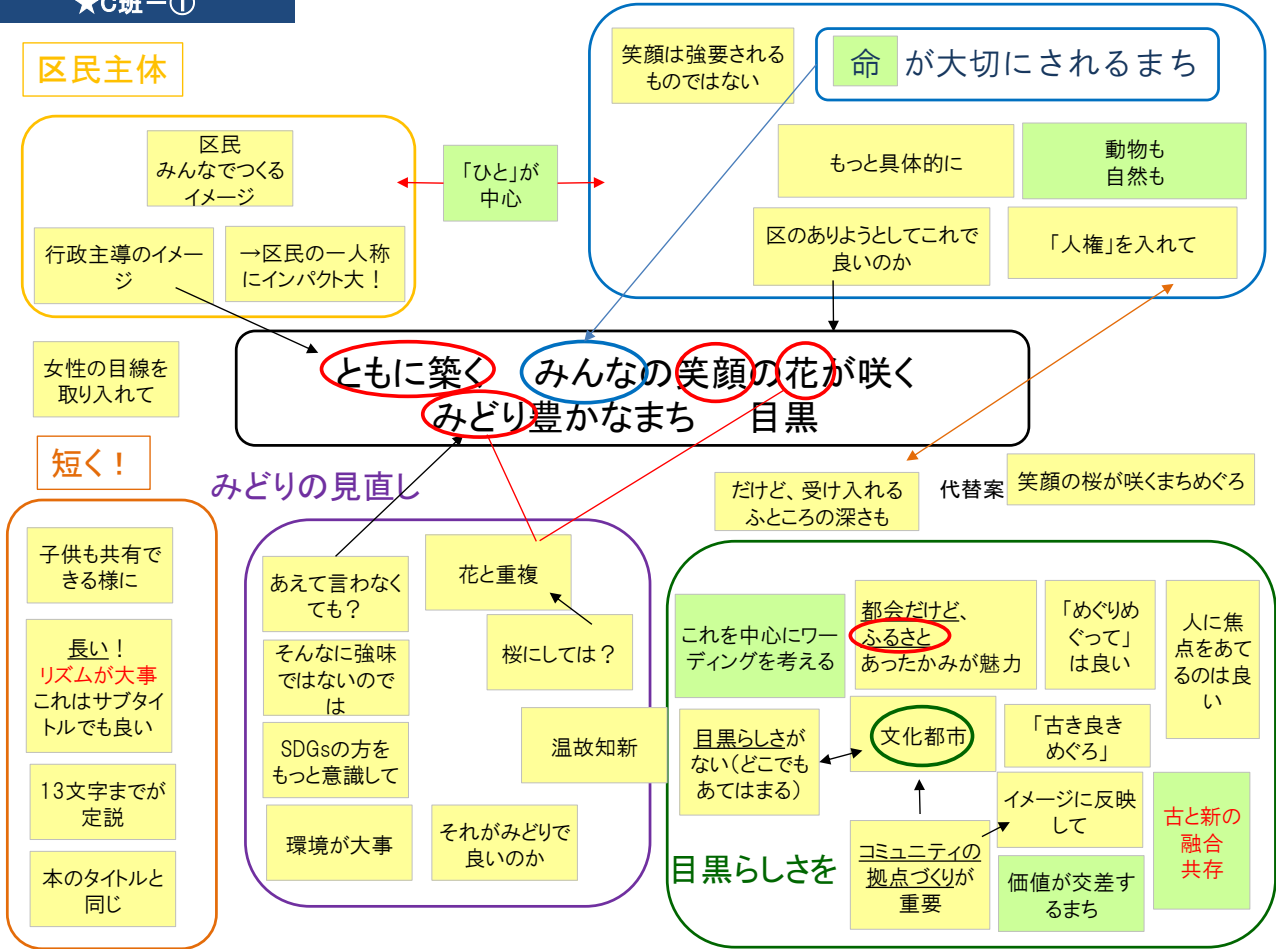 ★C班－①
区民主体
区民
みんなでつくる
イメージ
行政主導のイメー
ジ
→区民の一人称
にインパクト大！
「ひと」が
中心
笑顔は強要される
ものではない
命 が大切にされるまち
もっと具体的に
動物も
自然も
区のありようとしてこれで
良いのか
「人権」を入れて
女性の目線を
取り入れて
ともに築く　みんなの笑顔の花が咲く
みどり豊かなまち　目黒
短く！
子供も共有で
きる様に
長い！
リズムが大事
これはサブタイ
トルでも良い
13文字までが
定説
本のタイトルと
同じ
みどりの見直し
あえて言わなく
ても？
花と重複
桜にしては？
そんなに強味
ではないので
は
SDGsの方を
もっと意識して
温故知新
環境が大事
それがみどりで
良いのか
だけど、受け入れる
ふところの深さも
代替案
笑顔の桜が咲くまちめぐろ
これを中心にワー
ディングを考える
都会だけど、
ふるさと
あったかみが魅力
「めぐりめ
ぐって」
は良い
人に焦
点をあて
るのは良
い
目黒らしさが
ない（どこでも
あてはまる）
文化都市
「古き良き
めぐろ」
イメージに反映
して
古と新の
融合
共存
目黒らしさを
コミュニティの
拠点づくりが
重要
価値が交差す
るまち